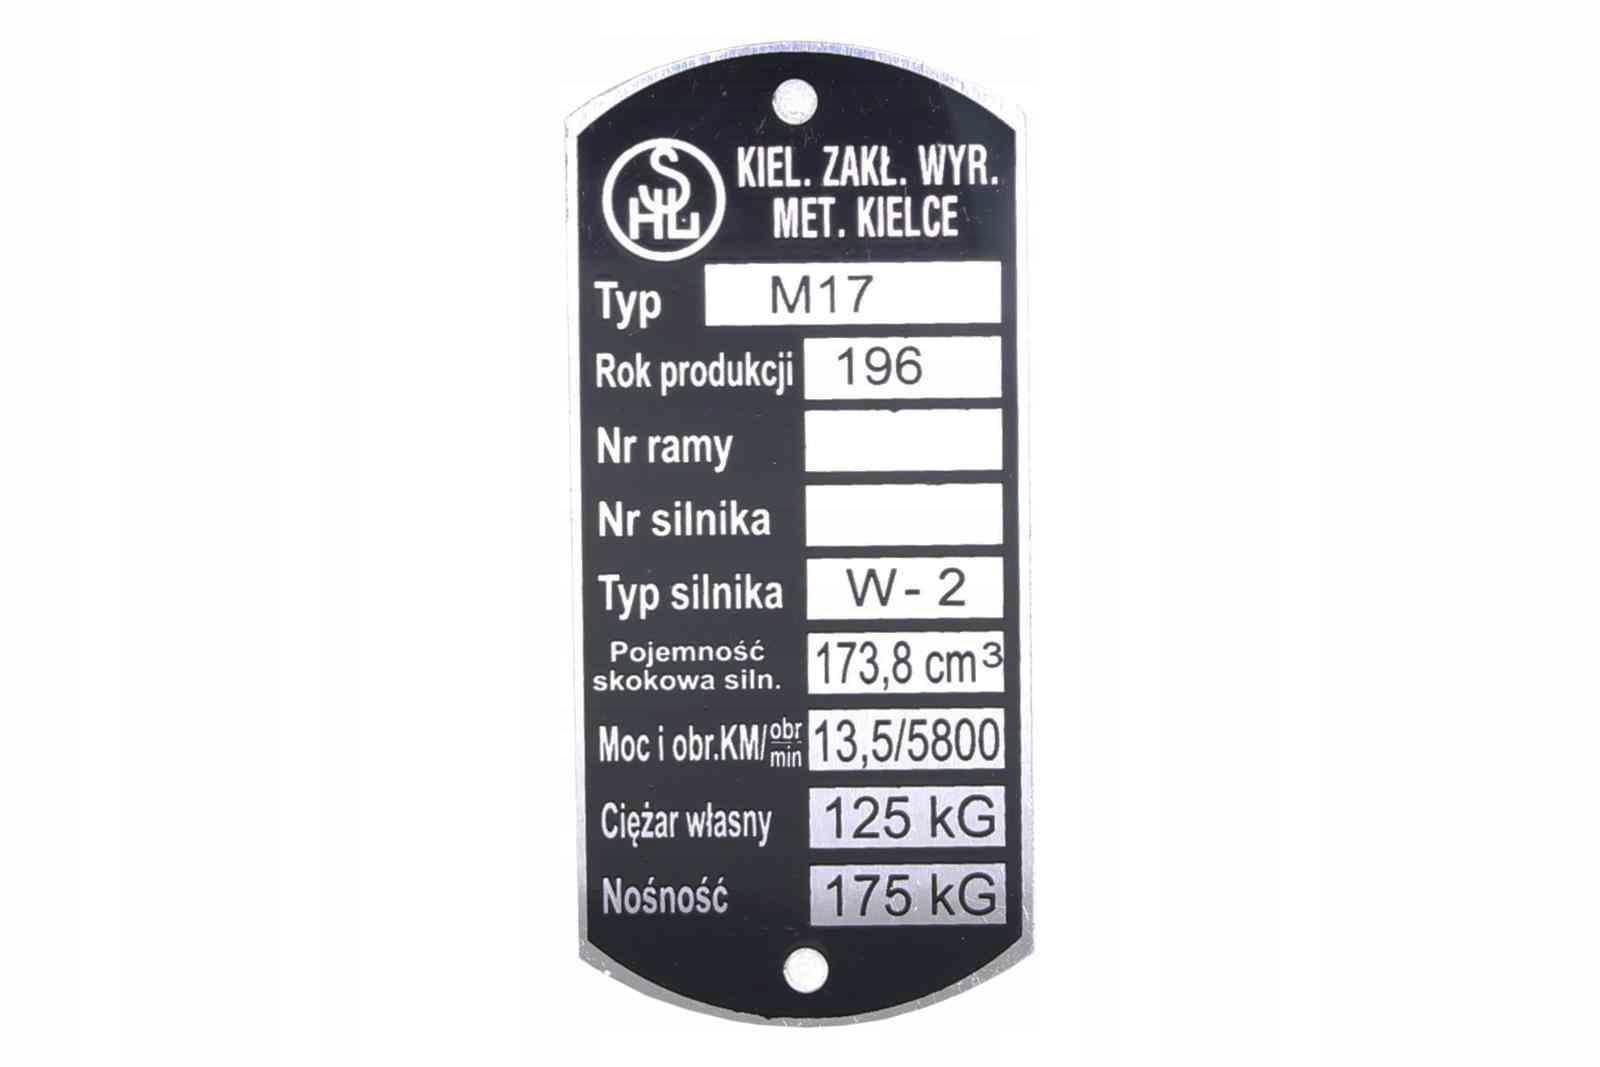 SHL
KIEL. ZAKŁ. WYR.
MET. KIELCE
Typ M17
Rok produkcji 196
Nr ramy
Nr silnika
Typ silnika W- 2
Pojemność
skokowa siln. 173,8 cm³
Moc i obr.KM/obr/min 13,5/5800
Ciężar własny 125 kG
Nośność 175 kG